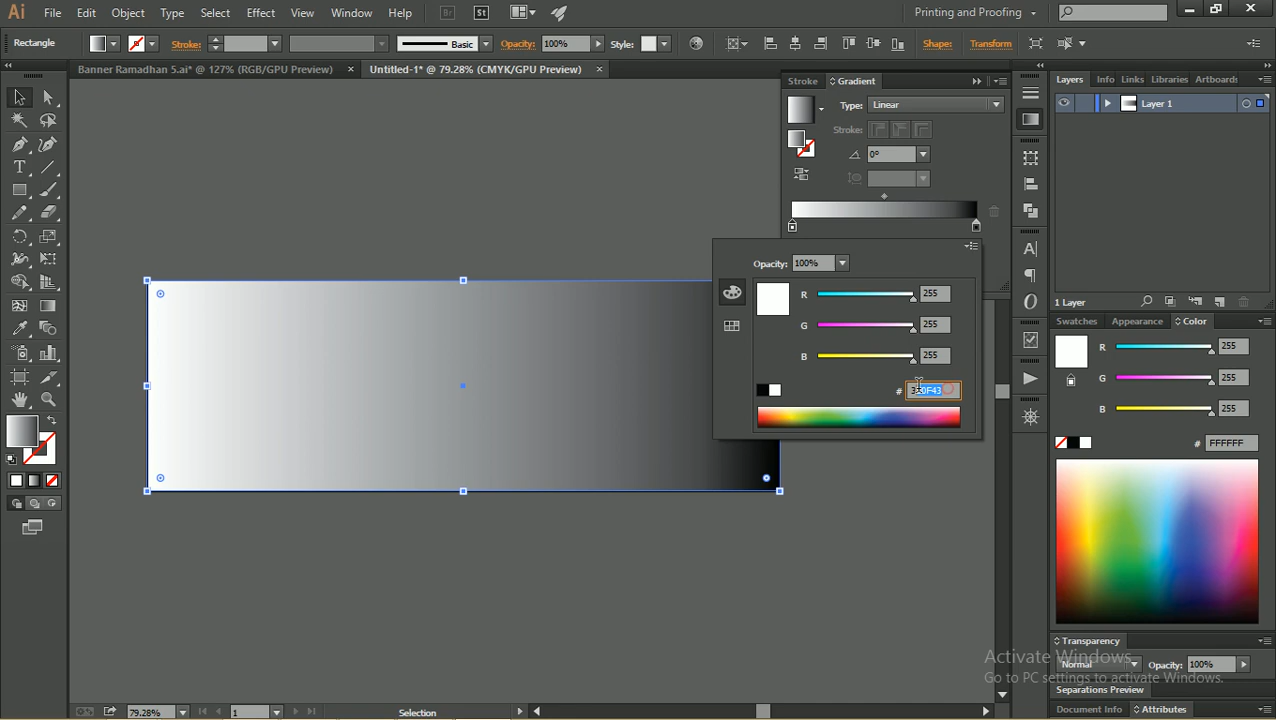 Ai File Edit Object Type Select Effect View Window Help Br St Printing and Proofing
Rectangle Stroke: Basic Opacity: 100% Style: Shape: Transform
Banner Ramadhan 5.ai* @ 127% (RGB/GPU Preview) × Untitled-1* @ 79.28% (CMYK/GPU Preview) ×
Stroke Gradient
Type: Linear
Stroke:
0°
Opacity: 100%
R 255
G 255
B 255
#
Layers Info Links Libraries Artboards
Layer 1
1 Layer
Swatches Appearance Color
R 255
G 255
B 255
# FFFFFF
Transparency
Normal Opacity: 100%
Separations Preview
Document Info Attributes
Activate Windows
Go to PC settings to activate Windows.
79.28% 1 Selection